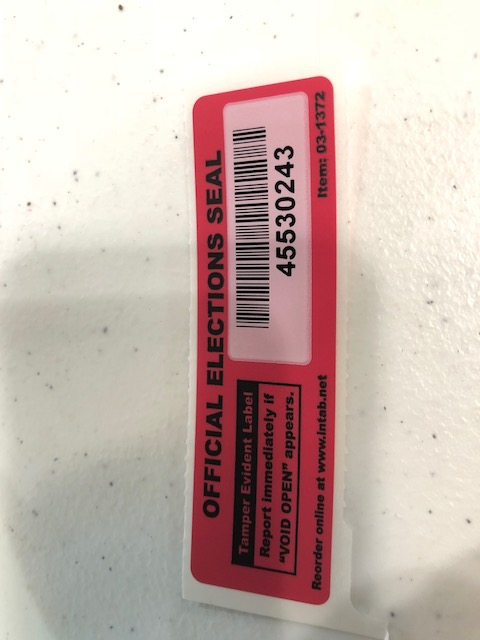 OFFICIAL ELECTIONS SEAL
Tamper Evident Label
Report immediately if
"VOID OPEN" appears.
45530243
Reorder online at www.intab.net
Item: 03-1372